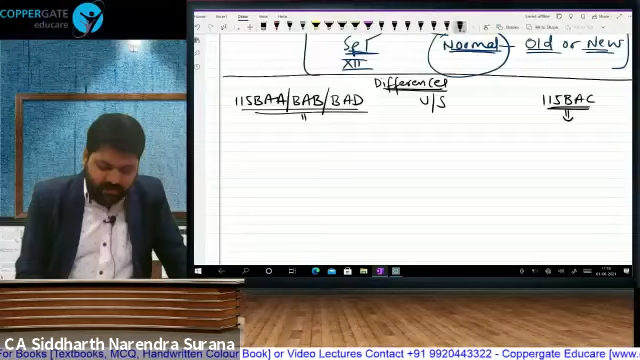 COPPERGATE
educare
Spl
XII
Normal - Old or New
Differences
115BAA/BAB/BAD V/S 115BAC
CA Siddharth Narendra Surana
For Books [Textbooks, MCQ, Handwritten Colour Book] or Video Lectures Contact +91 9920443322 - Coppergate Educare